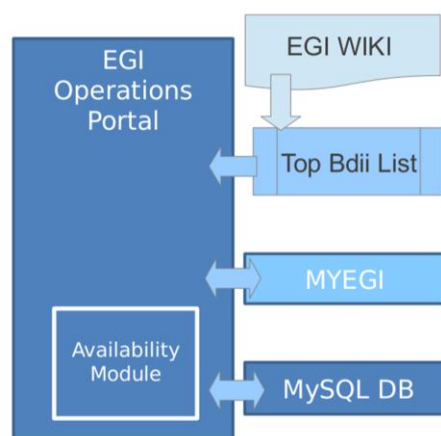 EGI
Operations
Portal
EGI WIKI
Top Bdii List
MYEGI
Availability
Module
MySQL DB